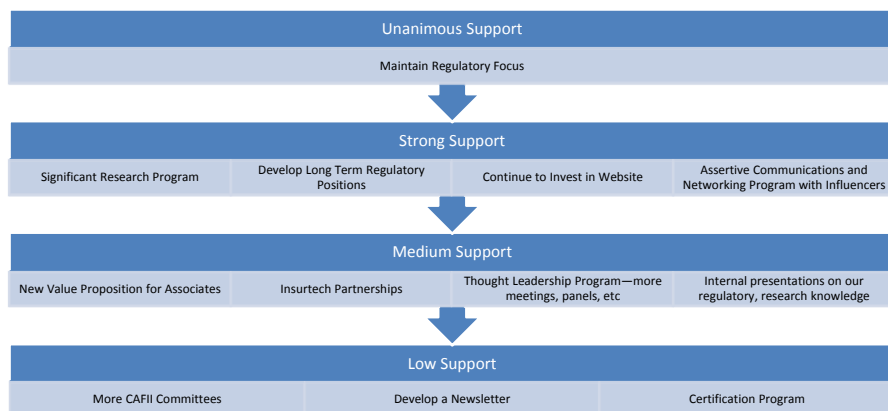 Unanimous Support
Maintain Regulatory Focus
Strong Support
Significant Research Program
Develop Long Term Regulatory
Positions
Continue to Invest in Website
Assertive Communications and
Networking Program with Influencers
Medium Support
New Value Proposition for Associates
Insurtech Partnerships
Thought Leadership Program—more
meetings, panels, etc
Internal presentations on our
regulatory, research knowledge
Low Support
More CAFII Committees
Develop a Newsletter
Certification Program